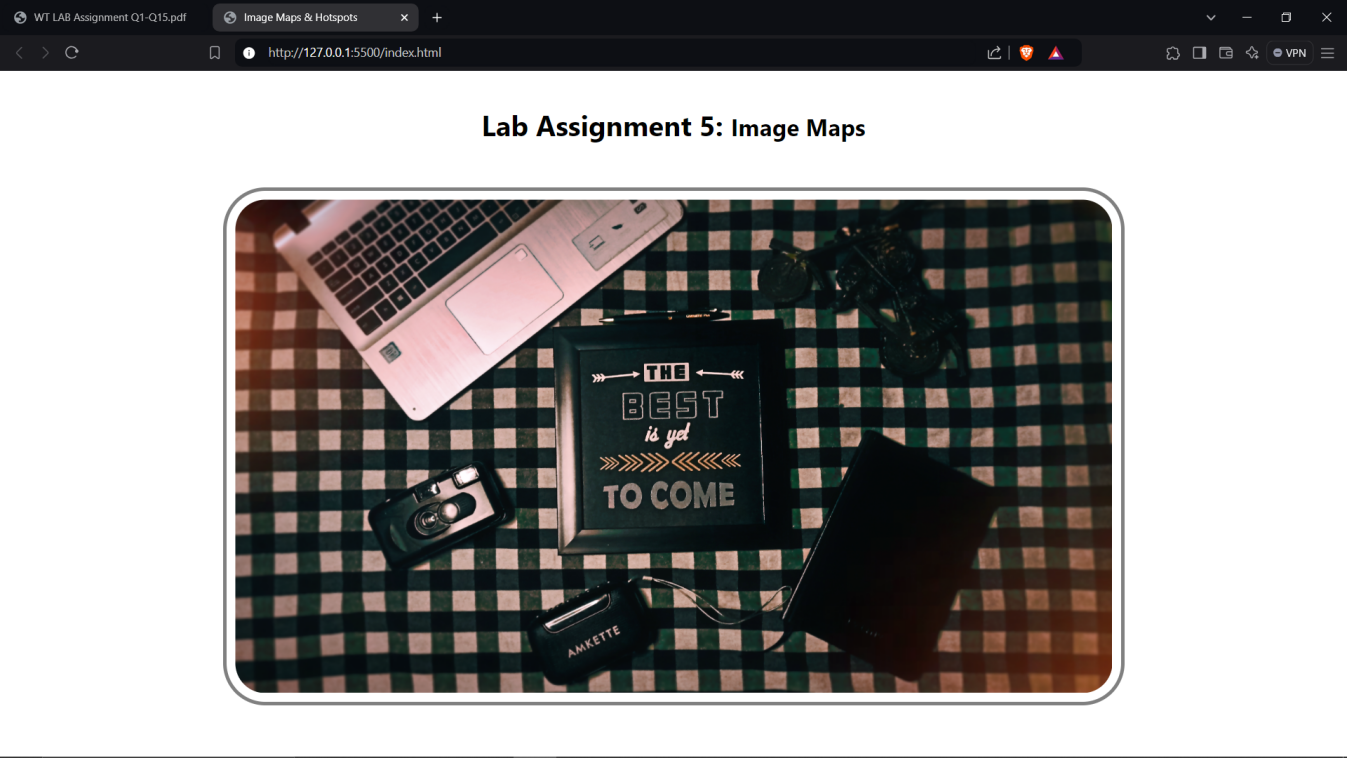 WT LAB Assignment Q1-Q15.pdf
Image Maps & Hotspots
http://127.0.0.1:5500/index.html
VPN
Lab Assignment 5: Image Maps
THE
BEST
is yet
TO COME
AMKETTE